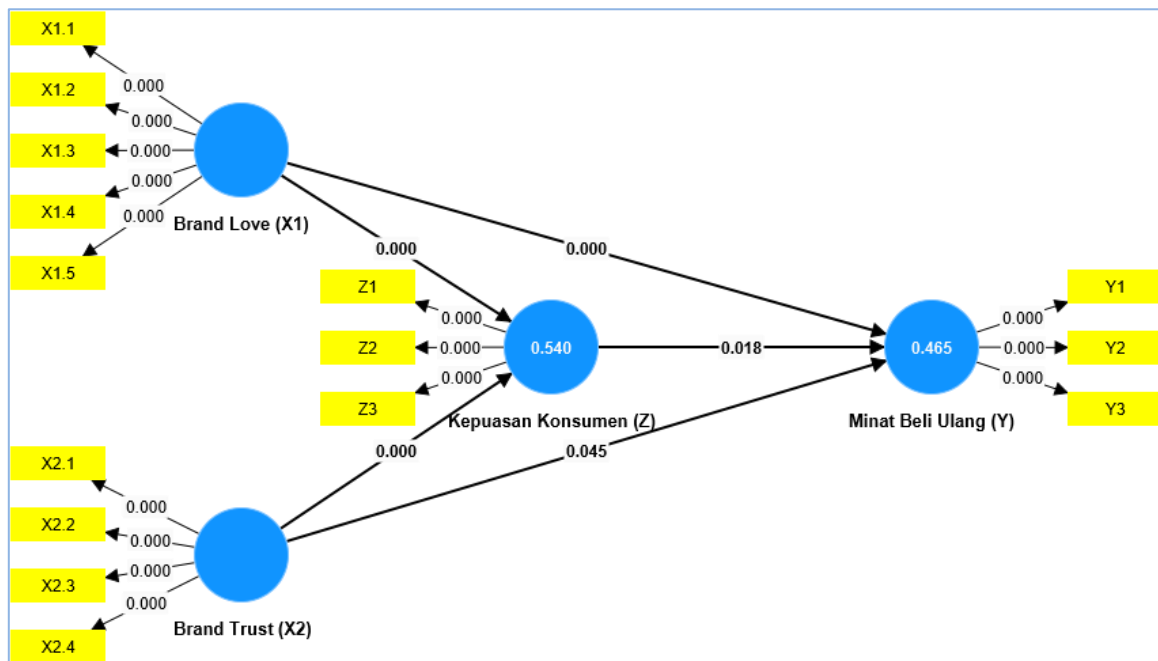 X1.1
0.000
X1.2
0.000
X1.3
0.000
X1.4
0.000
X1.5
0.000
Brand Love (X1)
0.000
0.000
Z1
0.000
Z2
0.000
Z3
0.000
0.540
Kepuasan Konsumen (Z)
0.018
0.465
Minat Beli Ulang (Y)
Y1
0.000
Y2
0.000
Y3
0.000
0.000
0.045
X2.1
0.000
X2.2
0.000
X2.3
0.000
X2.4
0.000
Brand Trust (X2)